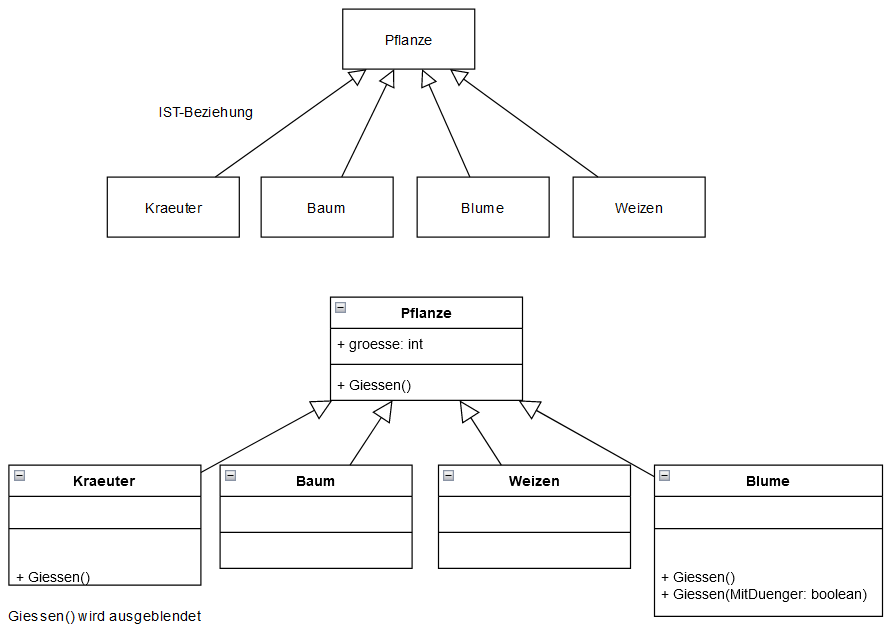 Pflanze
IST-Beziehung
Kraeuter
Baum
Blume
Weizen
Pflanze
+ groesse: int
+ Giessen()
Kraeuter
Baum
Weizen
Blume
+ Giessen()
+ Giessen()
+ Giessen(MitDuenger: boolean)
Giessen() wird ausgeblendet